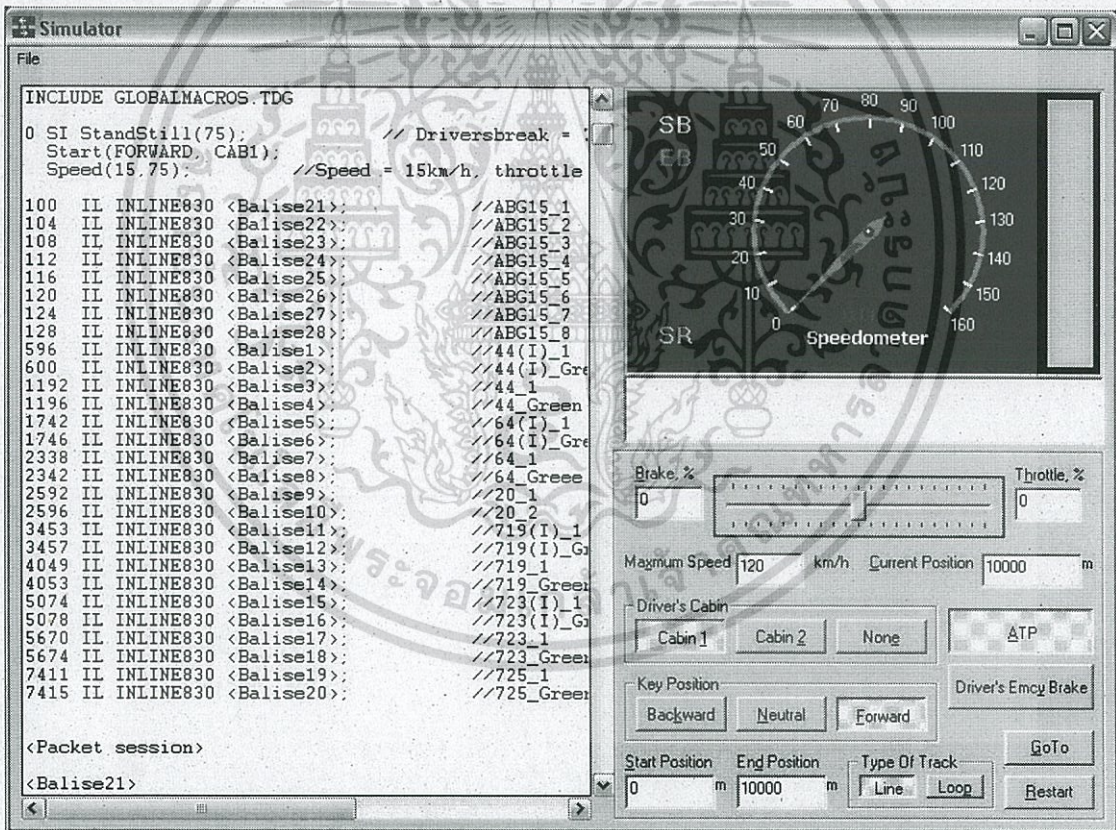 Simulator
File
INCLUDE GLOBALMACROS.TDG
0 SI StandStill(75); // Driversbreak =
Start(FORWARD, CAB1);
Speed(15,75); //Speed = 15km/h, throttle
100 IL INLINE830 <Balise21>; //ABG15_1
104 IL INLINE830 <Balise22>; //ABG15_2
108 IL INLINE830 <Balise23>; //ABG15_3
112 IL INLINE830 <Balise24>; //ABG15_4
116 IL INLINE830 <Balise25>; //ABG15_5
120 IL INLINE830 <Balise26>; //ABG15_6
124 IL INLINE830 <Balise27>; //ABG15_7
128 IL INLINE830 <Balise28>; //ABG15_8
596 IL INLINE830 <Balise1>; //44(I)_1
600 IL INLINE830 <Balise2>; //44(I)_Gre
1192 IL INLINE830 <Balise3>; //44_1
1196 IL INLINE830 <Balise4>; //44_Green
1742 IL INLINE830 <Balise5>; //64(I)_1
1746 IL INLINE830 <Balise6>; //64(I)_Gre
2338 IL INLINE830 <Balise7>; //64_1
2342 IL INLINE830 <Balise8>; //64_Greee
2592 IL INLINE830 <Balise9>; //20_1
2596 IL INLINE830 <Balise10>; //20_2
3453 IL INLINE830 <Balise11>; //719(I)_1
3457 IL INLINE830 <Balise12>; //719(I)_Gr
4049 IL INLINE830 <Balise13>; //719_1
4053 IL INLINE830 <Balise14>; //719_Green
5074 IL INLINE830 <Balise15>; //723(I)_1
5078 IL INLINE830 <Balise16>; //723(I)_Gr
5670 IL INLINE830 <Balise17>; //723_1
5674 IL INLINE830 <Balise18>; //723_Green
7411 IL INLINE830 <Balise19>; //725_1
7415 IL INLINE830 <Balise20>; //725_Green
<Packet session>
<Balise21>
SB
EB
SR
0 10 20 30 40 50 60 70 80 90 100 110 120 130 140 150 160
Speedometer
Brake, % Throttle, %
0 0
Maxmum Speed 120 km/h Current Position 10000 m
Driver's Cabin
Cabin 1 Cabin 2 None ATP
Key Position Driver's Emcy Brake
Backward Neutral Forward
GoTo
Start Position End Position Type Of Track
0 m 10000 m Line Loop Restart